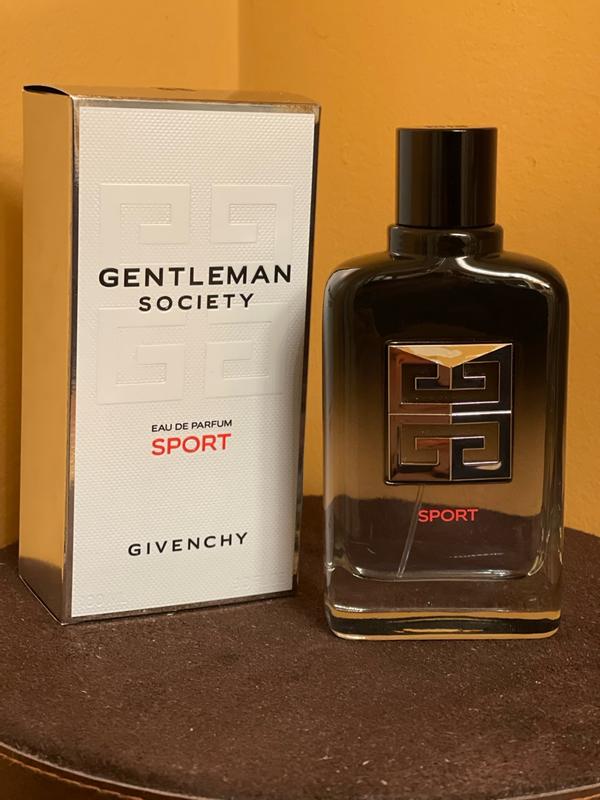 GENTLEMAN
SOCIETY
EAU DE PARFUM
SPORT
GIVENCHY
SPORT